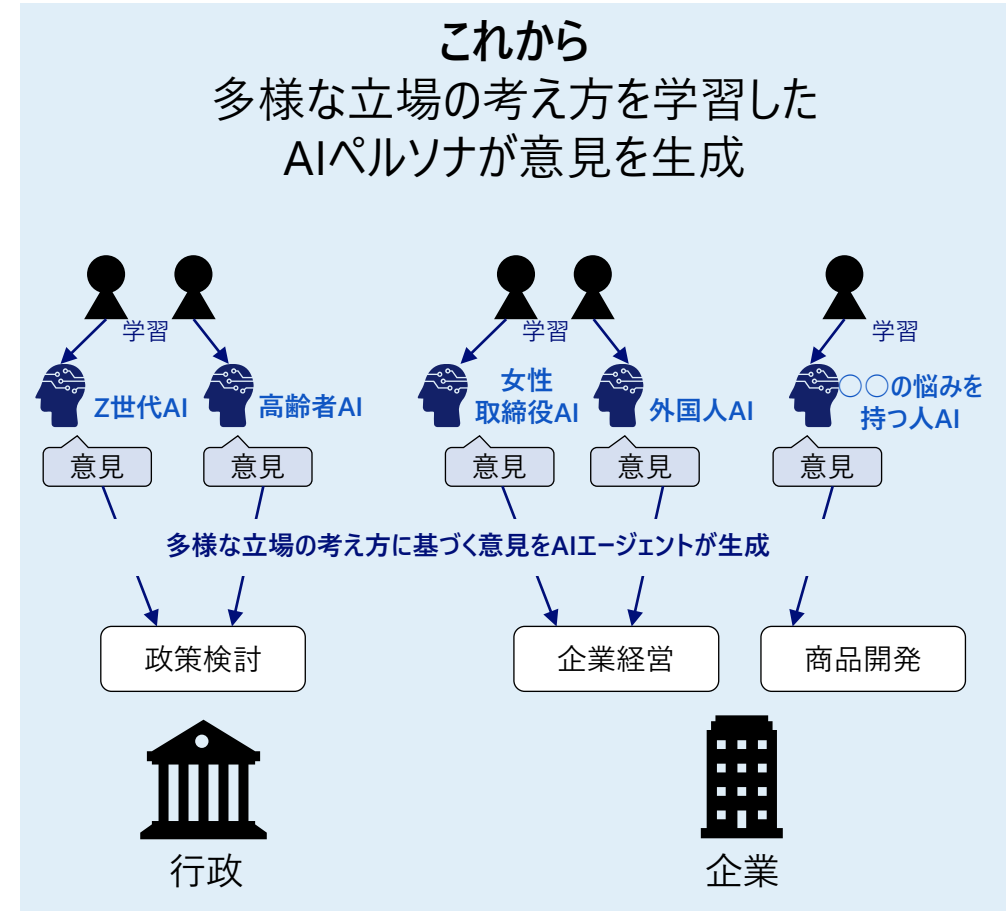 これから
多様な立場の考え方を学習した
AIペルソナが意見を生成
学習
学習
学習
Z世代AI
高齢者AI
女性
取締役AI
外国人AI
○○の悩みを
持つ人AI
意見
意見
意見
意見
意見
多様な立場の考え方に基づく意見をAIエージェントが生成
政策検討
企業経営
商品開発
行政
企業